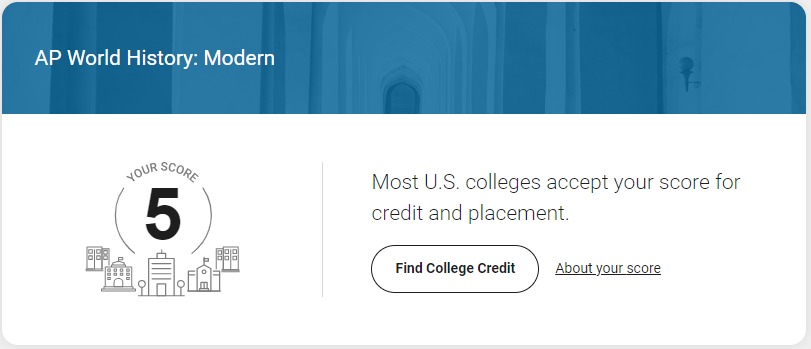 AP World History: Modern
YOUR SCORE
5
Most U.S. colleges accept your score for
credit and placement.
Find College Credit
About your score